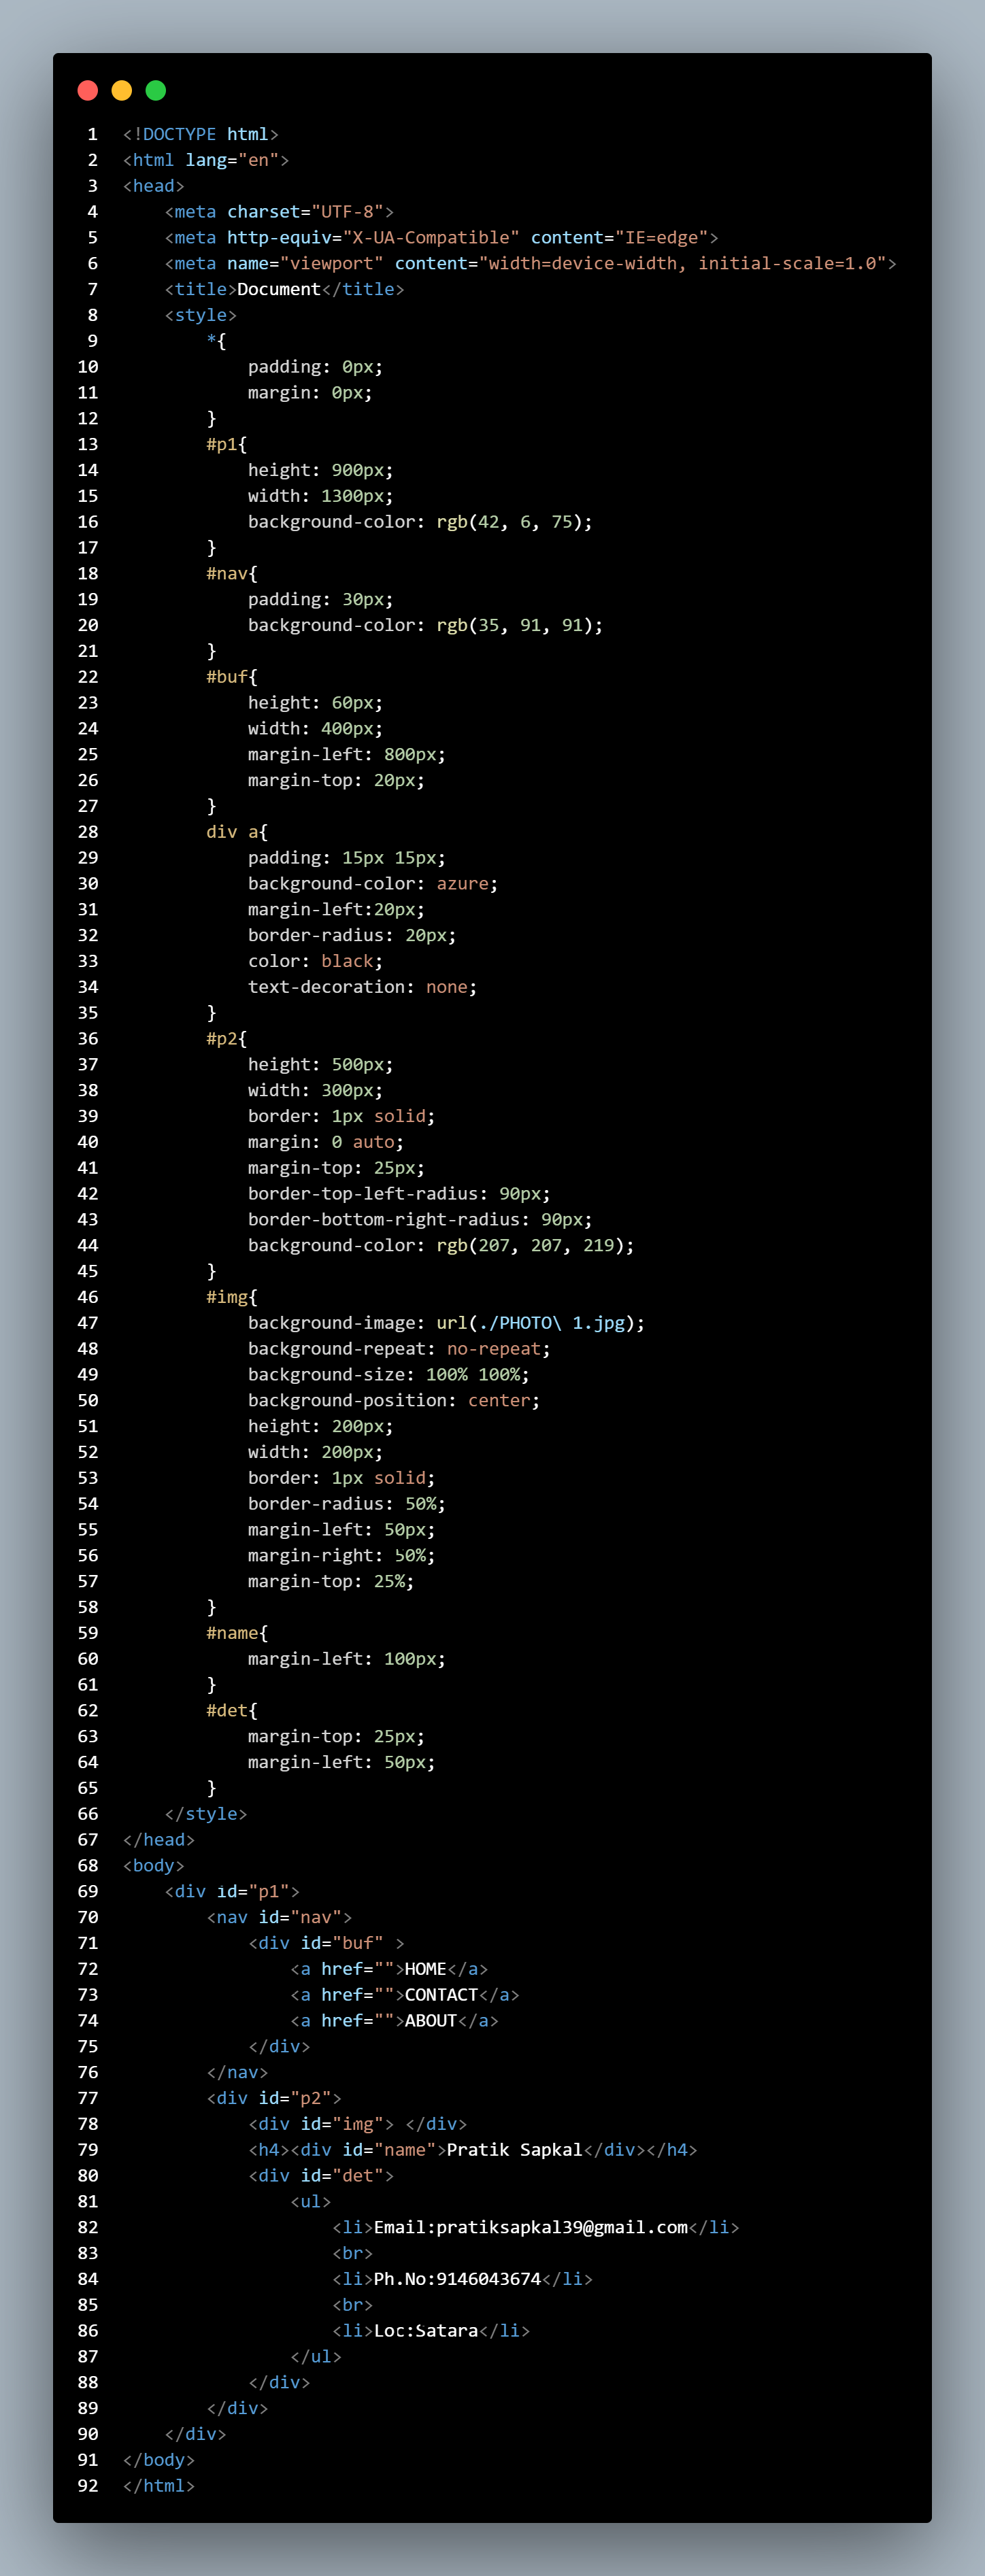 1 <!DOCTYPE html>
2 <html lang="en">
3 <head>
4     <meta charset="UTF-8">
5     <meta http-equiv="X-UA-Compatible" content="IE=edge">
6     <meta name="viewport" content="width=device-width, initial-scale=1.0">
7     <title>Document</title>
8     <style>
9         *{
10             padding: 0px;
11             margin: 0px;
12         }
13         #p1{
14             height: 900px;
15             width: 1300px;
16             background-color: rgb(42, 6, 75);
17         }
18         #nav{
19             padding: 30px;
20             background-color: rgb(35, 91, 91);
21         }
22         #buf{
23             height: 60px;
24             width: 400px;
25             margin-left: 800px;
26             margin-top: 20px;
27         }
28         div a{
29             padding: 15px 15px;
30             background-color: azure;
31             margin-left:20px;
32             border-radius: 20px;
33             color: black;
34             text-decoration: none;
35         }
36         #p2{
37             height: 500px;
38             width: 300px;
39             border: 1px solid;
40             margin: 0 auto;
41             margin-top: 25px;
42             border-top-left-radius: 90px;
43             border-bottom-right-radius: 90px;
44             background-color: rgb(207, 207, 219);
45         }
46         #img{
47             background-image: url(./PHOTO\ 1.jpg);
48             background-repeat: no-repeat;
49             background-size: 100% 100%;
50             background-position: center;
51             height: 200px;
52             width: 200px;
53             border: 1px solid;
54             border-radius: 50%;
55             margin-left: 50px;
56             margin-right: 50%;
57             margin-top: 25%;
58         }
59         #name{
60             margin-left: 100px;
61         }
62         #det{
63             margin-top: 25px;
64             margin-left: 50px;
65         }
66     </style>
67 </head>
68 <body>
69     <div id="p1">
70         <nav id="nav">
71             <div id="buf" >
72                 <a href="">HOME</a>
73                 <a href="">CONTACT</a>
74                 <a href="">ABOUT</a>
75             </div>
76         </nav>
77         <div id="p2">
78             <div id="img"> </div>
79             <h4><div id="name">Pratik Sapkal</div></h4>
80             <div id="det">
81                 <ul>
82                     <li>Email:pratiksapkal39@gmail.com</li>
83                     <br>
84                     <li>Ph.No:9146043674</li>
85                     <br>
86                     <li>Loc:Satara</li>
87                 </ul>
88             </div>
89         </div>
90     </div>
91 </body>
92 </html>